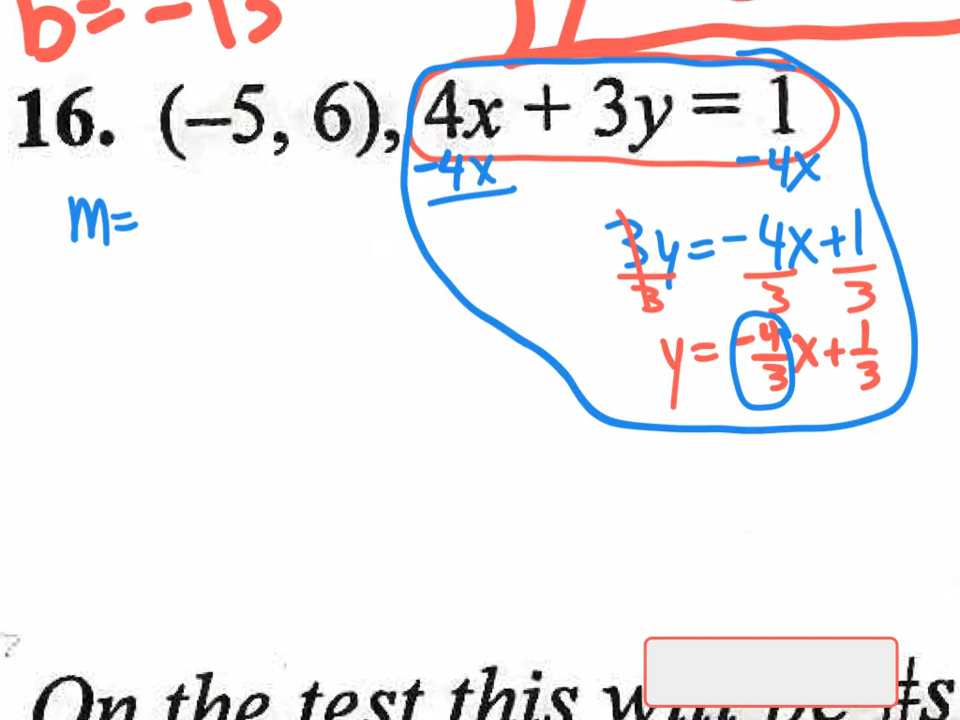 b = -13
16. (–5, 6), 4x + 3y = 1
-4x -4x
m=
3y = -4x + 1
3 3 3
y = -4/3 x + 1/3
On the test this